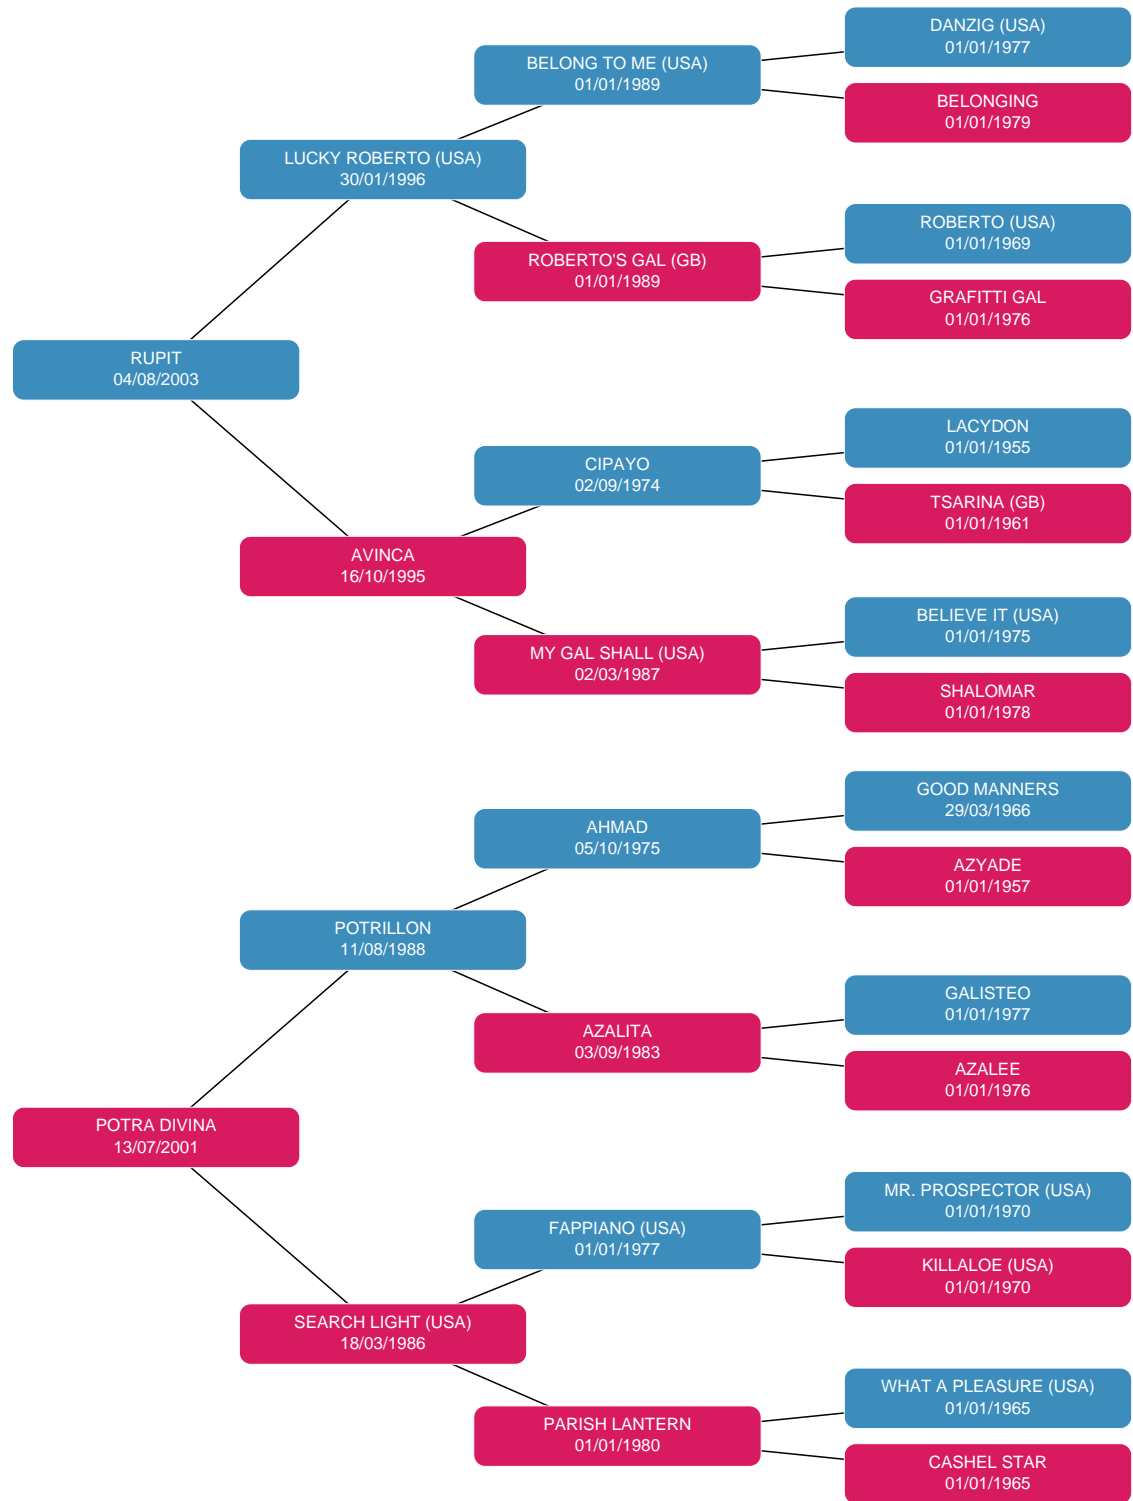 DANZIG (USA)
01/01/1977
BELONG TO ME (USA)
01/01/1989
BELONGING
01/01/1979
LUCKY ROBERTO (USA)
30/01/1996
ROBERTO (USA)
01/01/1969
ROBERTO'S GAL (GB)
01/01/1989
GRAFITTI GAL
01/01/1976
RUPIT
04/08/2003
LACYDON
01/01/1955
CIPAYO
02/09/1974
TSARINA (GB)
01/01/1961
AVINCA
16/10/1995
BELIEVE IT (USA)
01/01/1975
MY GAL SHALL (USA)
02/03/1987
SHALOMAR
01/01/1978
GOOD MANNERS
29/03/1966
AHMAD
05/10/1975
AZYADE
01/01/1957
POTRILLON
11/08/1988
GALISTEO
01/01/1977
AZALITA
03/09/1983
AZALEE
01/01/1976
POTRA DIVINA
13/07/2001
MR. PROSPECTOR (USA)
01/01/1970
FAPPIANO (USA)
01/01/1977
KILLALOE (USA)
01/01/1970
SEARCH LIGHT (USA)
18/03/1986
WHAT A PLEASURE (USA)
01/01/1965
PARISH LANTERN
01/01/1980
CASHEL STAR
01/01/1965